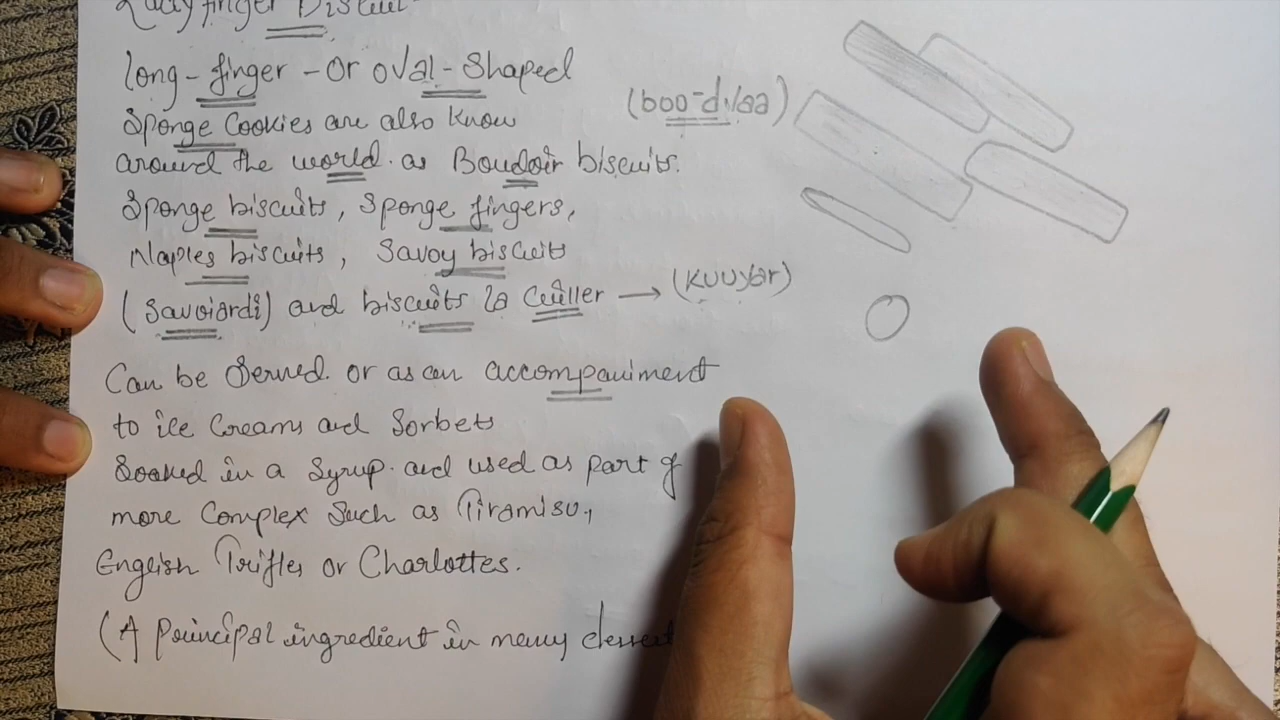 Ladyfinger Biscuit
long-finger-Or oval-Shaped
(boo-d
Sponge Cookies are also know
around the world. as Boudoir biscuits.
Sponge biscuits, Sponge fingers,
Naples biscuits, Savoy biscuits
(Savoiardi) and biscuits la Cuiller → (KUUyar)
Can be Served. or as an accompaniment
to ice Creams and Sorbets
Soaked in a Syrup. and used as part of
more Complex Such as Tiramisu,
English Trifles or Charlottes.
(A principal ingredient in many dessert